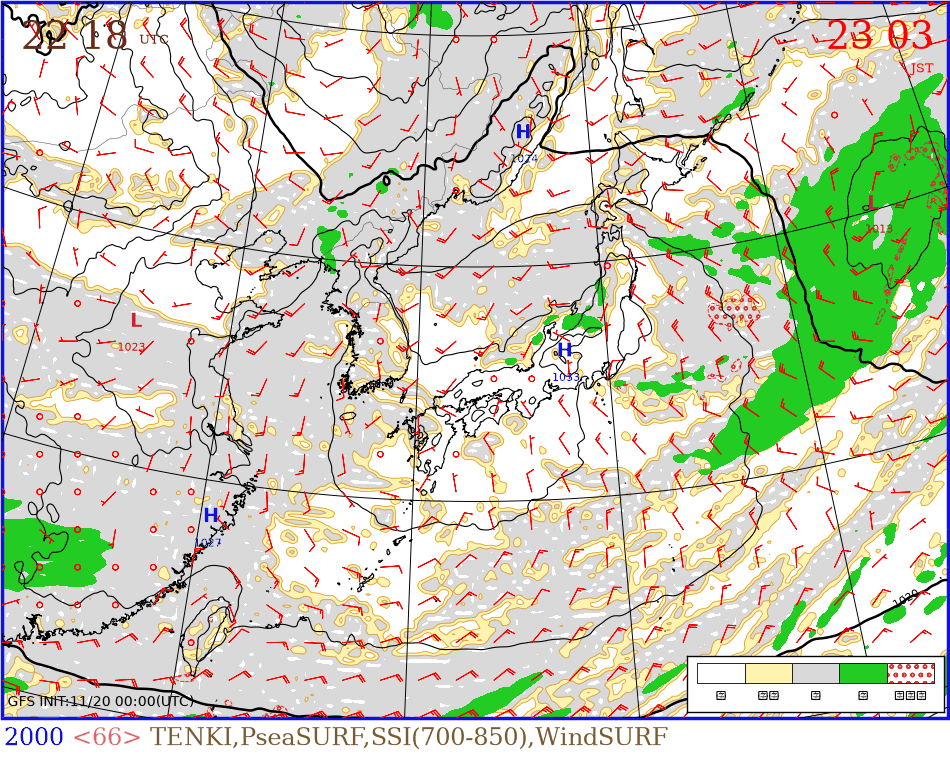 22 18 UTC
23 03
JST
H
1034
L
1013
L
1023
H
1033
H
1027
1020
GFS INIT:11/20 00:00(UTC)
2000 <66> TENKI,PseaSURF,SSI(700-850),WindSURF